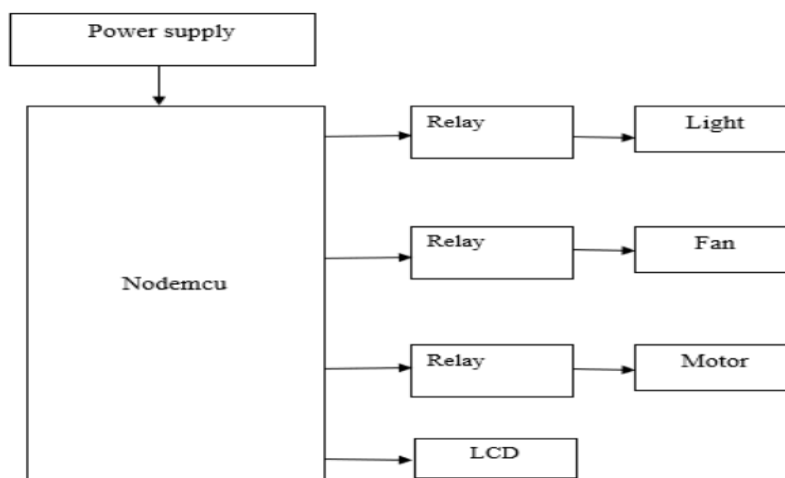 Power supply
Relay
Light
Relay
Fan
Nodemcu
Relay
Motor
LCD